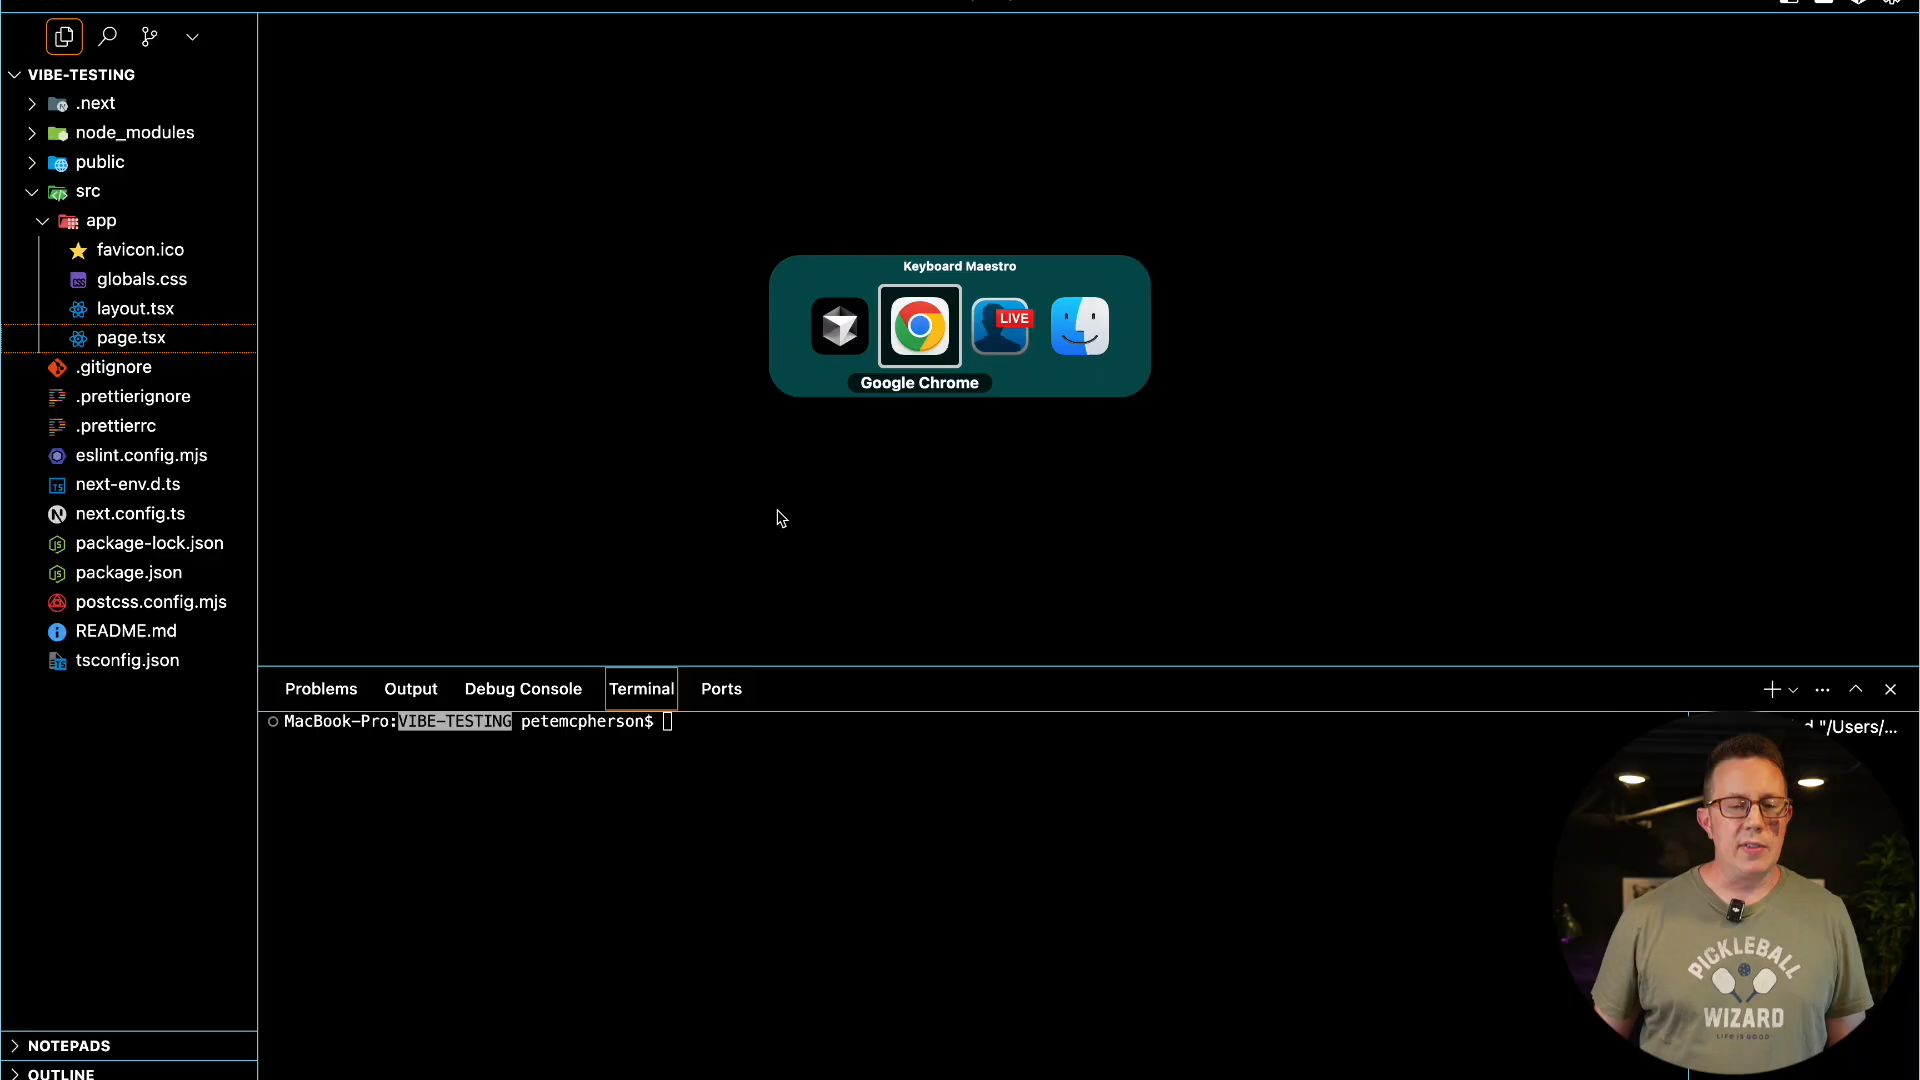 VIBE-TESTING
.next
node_modules
public
src
app
favicon.ico
globals.css
layout.tsx
page.tsx
.gitignore
.prettierignore
.prettierrc
eslint.config.mjs
next-env.d.ts
next.config.ts
package-lock.json
package.json
postcss.config.mjs
README.md
tsconfig.json
NOTEPADS
OUTLINE
Keyboard Maestro
LIVE
Google Chrome
Problems
Output
Debug Console
Terminal
Ports
MacBook-Pro:VIBE-TESTING petemcpherson$
"/Users/...
PICKLEBALL
WIZARD
LIFE IS GOOD